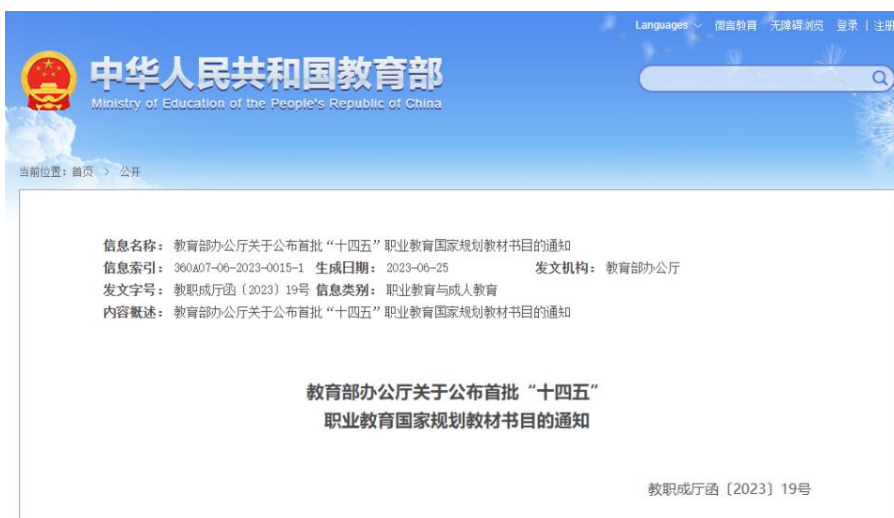 Languages 微言教育 无障碍浏览 登录 | 注册
中华人民共和国教育部
Ministry of Education of the People's Republic of China
当前位置：首页 > 公开
信息名称： 教育部办公厅关于公布首批“十四五”职业教育国家规划教材书目的通知
信息索引： 360A07-06-2023-0015-1 生成日期： 2023-06-25 发文机构： 教育部办公厅
发文字号： 教职成厅函〔2023〕19号 信息类别： 职业教育与成人教育
内容概述： 教育部办公厅关于公布首批“十四五”职业教育国家规划教材书目的通知
教育部办公厅关于公布首批“十四五”
职业教育国家规划教材书目的通知
教职成厅函〔2023〕19号